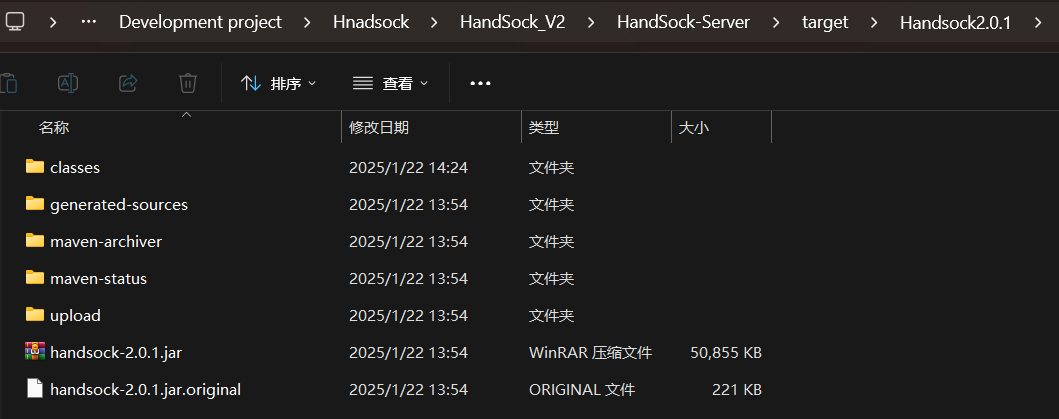 ··· Development project Hnadsock HandSock_V2 HandSock-Server target Handsock2.0.1
A 排序 查看 ···
名称 修改日期 类型 大小
classes 2025/1/22 14:24 文件夹
generated-sources 2025/1/22 13:54 文件夹
maven-archiver 2025/1/22 13:54 文件夹
maven-status 2025/1/22 13:54 文件夹
upload 2025/1/22 13:54 文件夹
handsock-2.0.1.jar 2025/1/22 13:54 WinRAR 压缩文件 50,855 KB
handsock-2.0.1.jar.original 2025/1/22 13:54 ORIGINAL 文件 221 KB